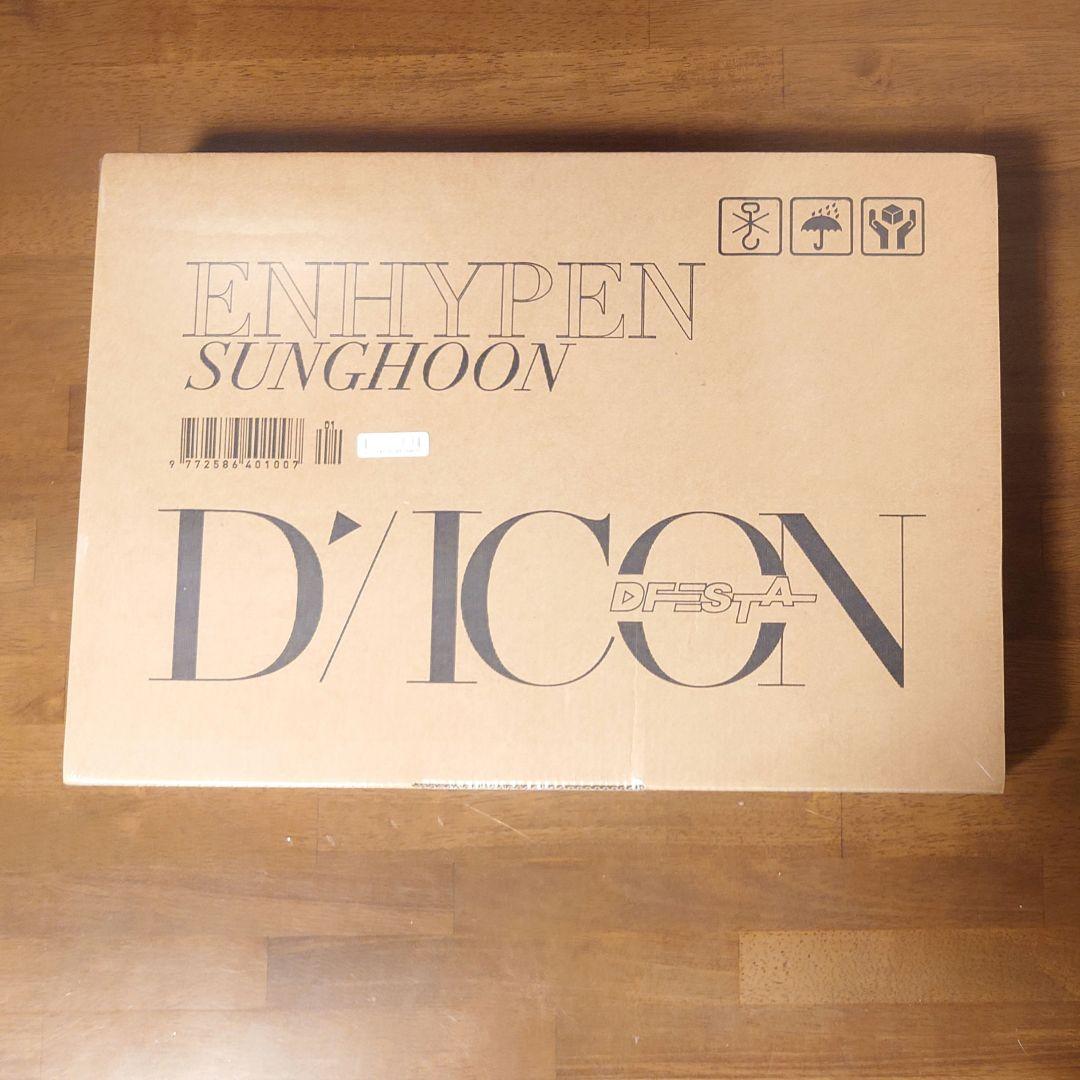 ENHYPEN
SUNGHOON
01
9 772586 401007
D'/ICON
DFESTA